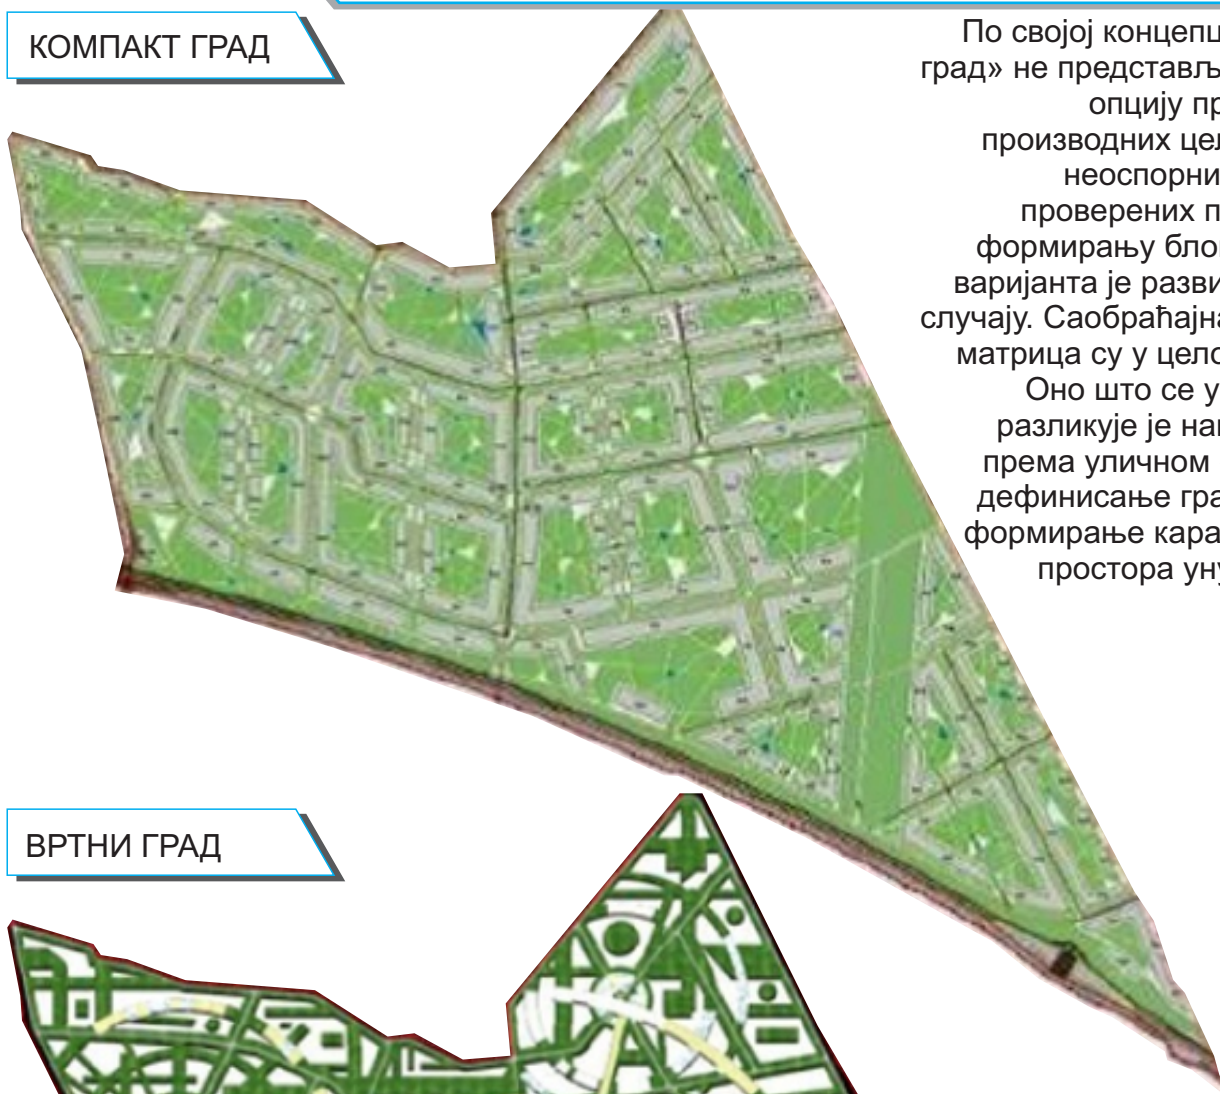 КОМПАКТ ГРАД
По својој концепц
град» не представљ
опцију пр
производних цел
неоспорни
проверених п
формирању блок
варијанта је разви
случају. Саобраћајна
матрица су у цело
Оно што се у
разликује је на
према уличном
дефинисање гра
формирање кара
простора уну
ВРТНИ ГРАД